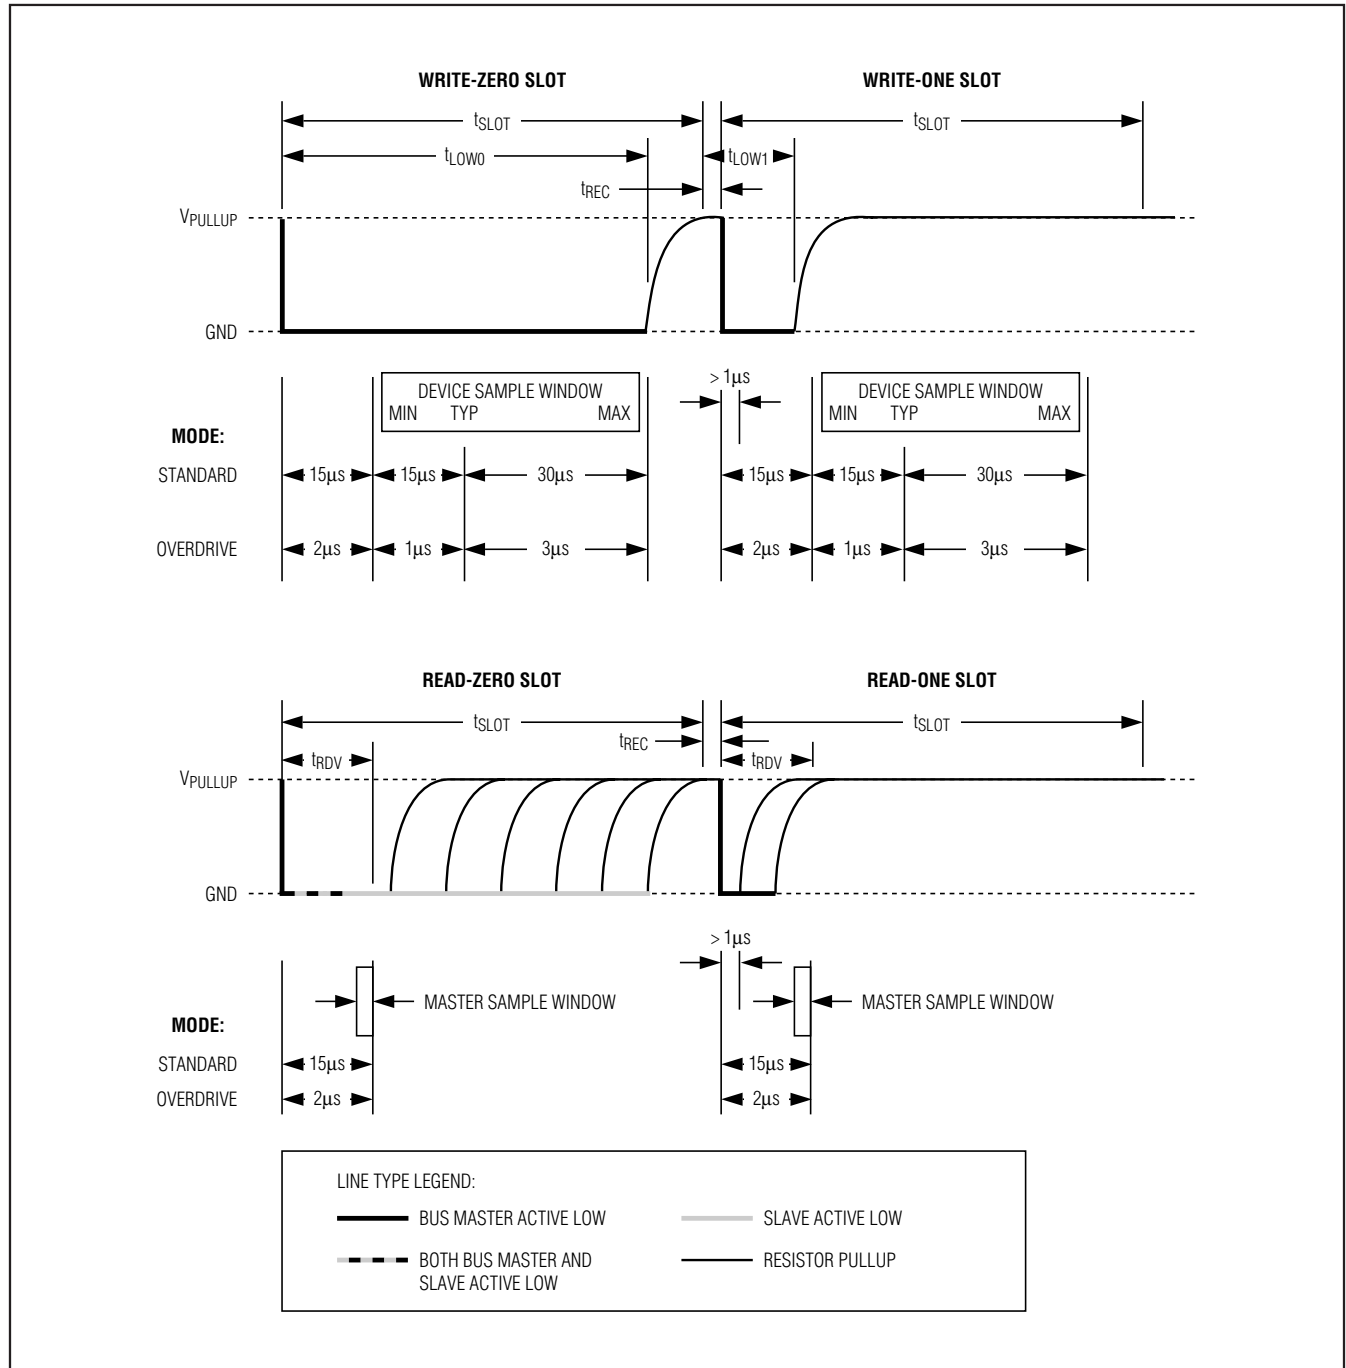 WRITE-ZERO SLOT WRITE-ONE SLOT
tSLOT tSLOT
tLOW0 tLOW1
tREC
VPULLUP
GND
> 1µs
DEVICE SAMPLE WINDOW DEVICE SAMPLE WINDOW
MIN TYP MAX MIN TYP MAX
MODE:
STANDARD 15µs 15µs 30µs 15µs 15µs 30µs
OVERDRIVE 2µs 1µs 3µs 2µs 1µs 3µs
READ-ZERO SLOT READ-ONE SLOT
tSLOT tSLOT
tREC
tRDV tRDV
VPULLUP
GND
> 1µs
MASTER SAMPLE WINDOW MASTER SAMPLE WINDOW
MODE:
STANDARD 15µs 15µs
OVERDRIVE 2µs 2µs
LINE TYPE LEGEND:
BUS MASTER ACTIVE LOW SLAVE ACTIVE LOW
BOTH BUS MASTER AND RESISTOR PULLUP
SLAVE ACTIVE LOW